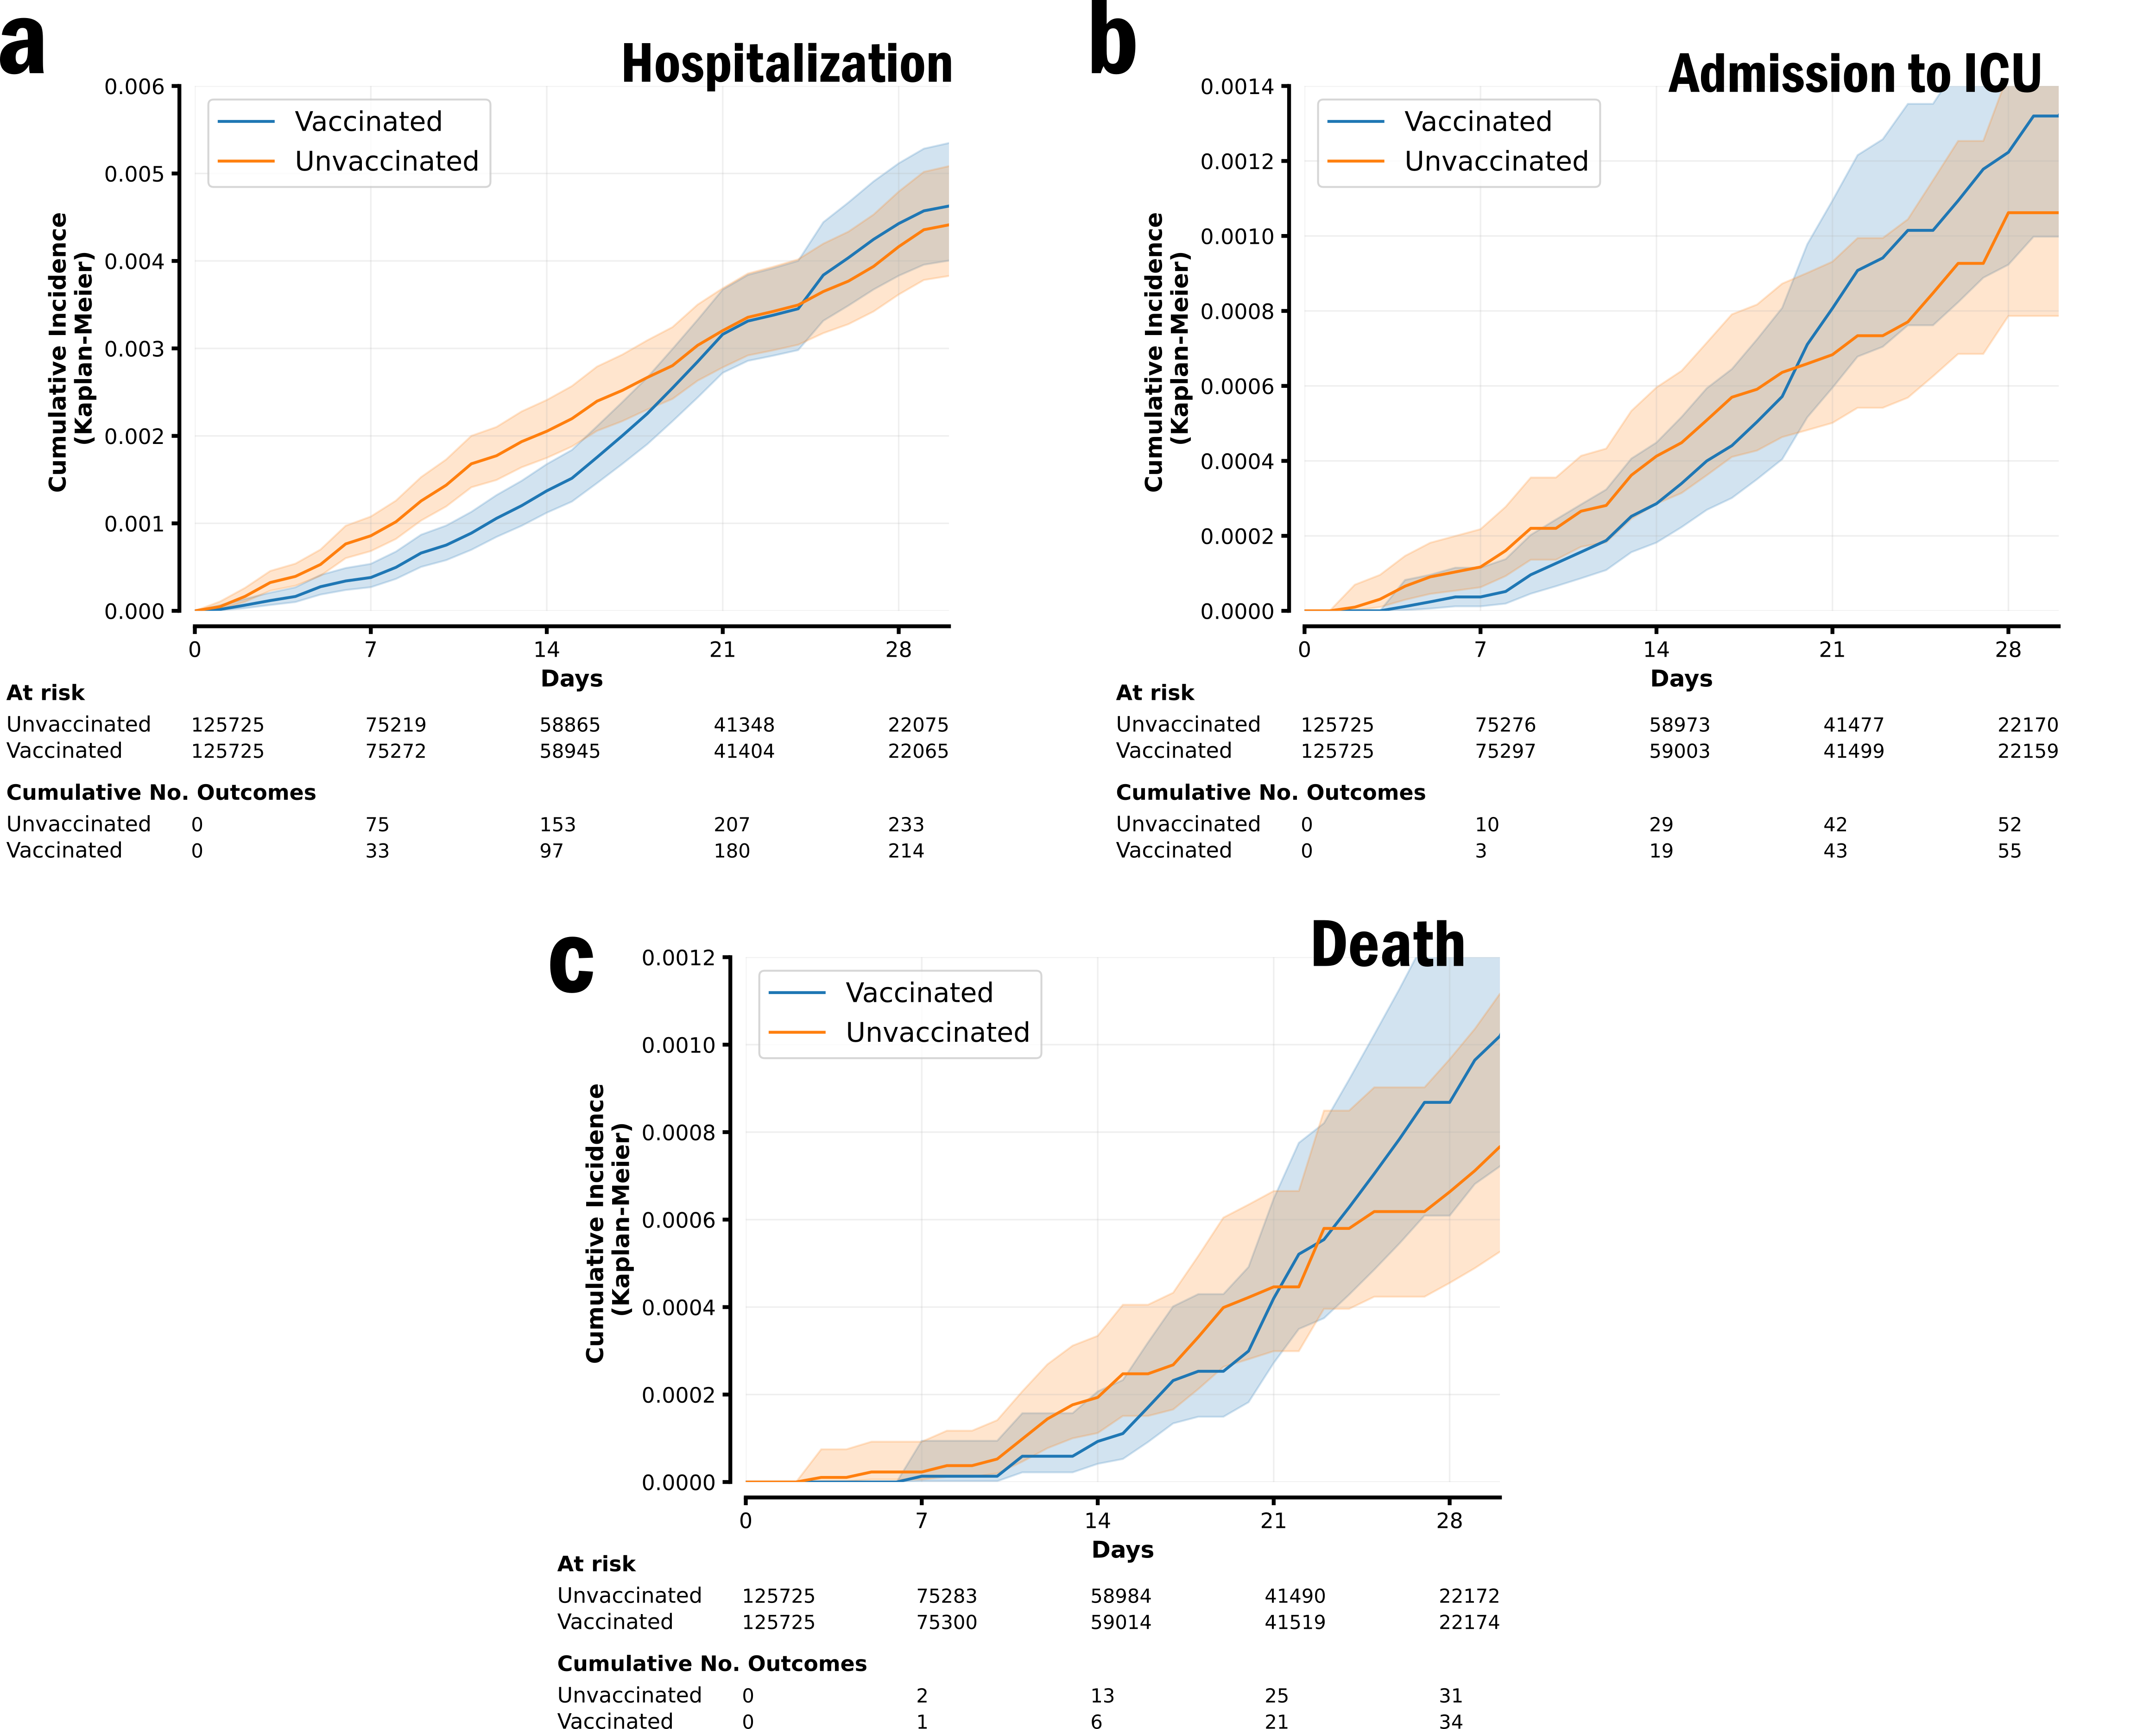 a
Hospitalization
0.006
0.005
0.004
0.003
0.002
0.001
0.000
Cumulative Incidence
(Kaplan-Meier)
Vaccinated
Unvaccinated
0 7 14 21 28
Days
At risk
Unvaccinated 125725 75219 58865 41348 22075
Vaccinated 125725 75272 58945 41404 22065
Cumulative No. Outcomes
Unvaccinated 0 75 153 207 233
Vaccinated 0 33 97 180 214
b
Admission to ICU
0.0014
0.0012
0.0010
0.0008
0.0006
0.0004
0.0002
0.0000
Cumulative Incidence
(Kaplan-Meier)
Vaccinated
Unvaccinated
0 7 14 21 28
Days
At risk
Unvaccinated 125725 75276 58973 41477 22170
Vaccinated 125725 75297 59003 41499 22159
Cumulative No. Outcomes
Unvaccinated 0 10 29 42 52
Vaccinated 0 3 19 43 55
c
Death
0.0012
0.0010
0.0008
0.0006
0.0004
0.0002
0.0000
Cumulative Incidence
(Kaplan-Meier)
Vaccinated
Unvaccinated
0 7 14 21 28
Days
At risk
Unvaccinated 125725 75283 58984 41490 22172
Vaccinated 125725 75300 59014 41519 22174
Cumulative No. Outcomes
Unvaccinated 0 2 13 25 31
Vaccinated 0 1 6 21 34